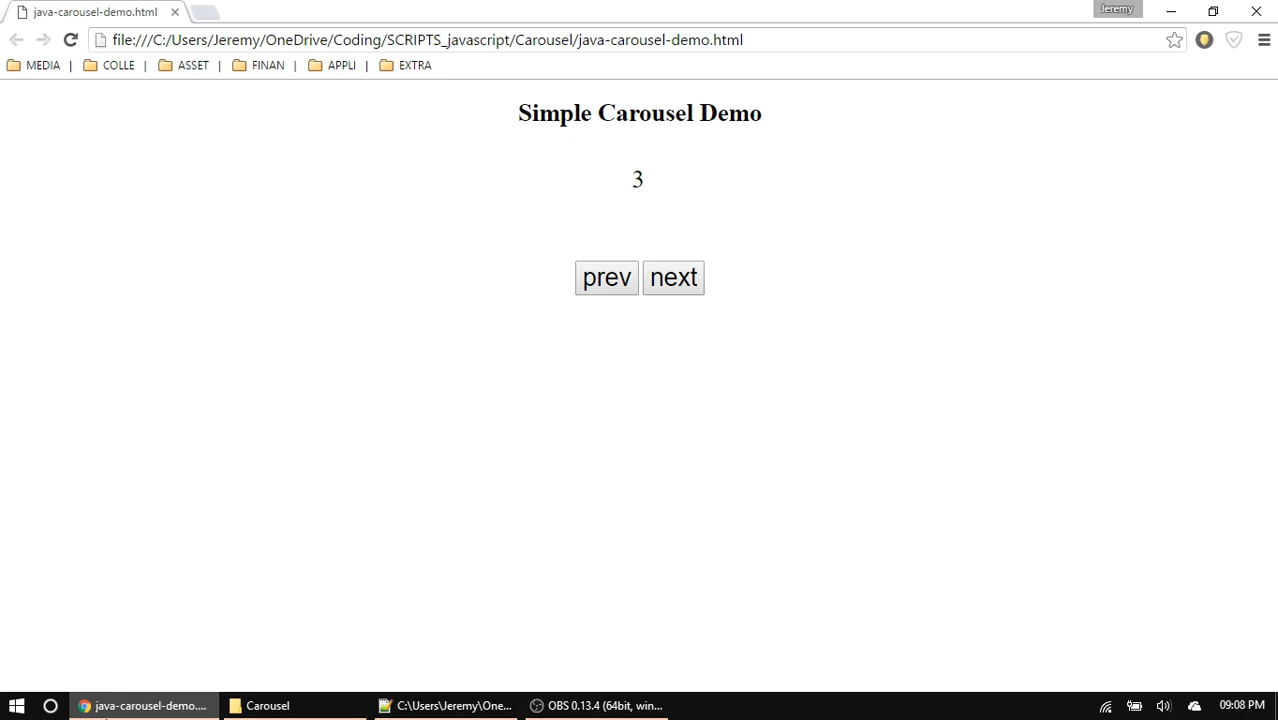 java-carousel-demo.html
Jeremy
file:///C:/Users/Jeremy/OneDrive/Coding/SCRIPTS_javascript/Carousel/java-carousel-demo.html
MEDIA | COLLE | ASSET | FINAN | APPLI | EXTRA
Simple Carousel Demo
3
prev next
java-carousel-demo.... Carousel C:\Users\Jeremy\One... OBS 0.13.4 (64bit, win... 09:08 PM